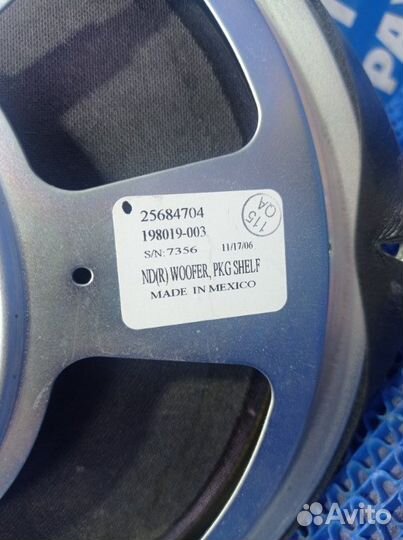 25684704
198019-003
S/N: 7356 11/17/06
ND(R) WOOFER, PKG SHELF
MADE IN MEXICO
115
QA
Avito